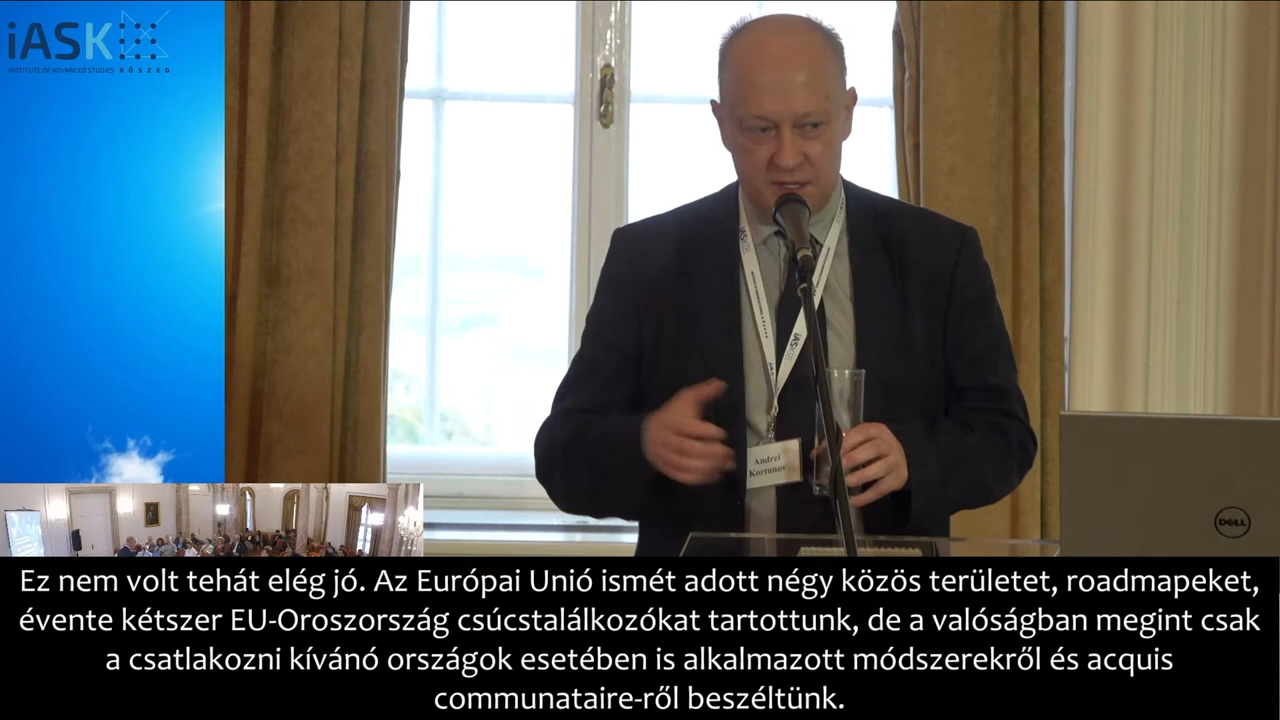 iASK
INSTITUTE OF ADVANCED STUDIES KŐSZEG
iASK
iASK
Andrei
Kortunov
DELL
Ez nem volt tehát elég jó. Az Európai Unió ismét adott négy közös területet, roadmapeket,
évente kétszer EU-Oroszország csúcstalálkozókat tartottunk, de a valóságban megint csak
a csatlakozni kívánó országok esetében is alkalmazott módszerekről és acquis
communataire-ről beszéltünk.